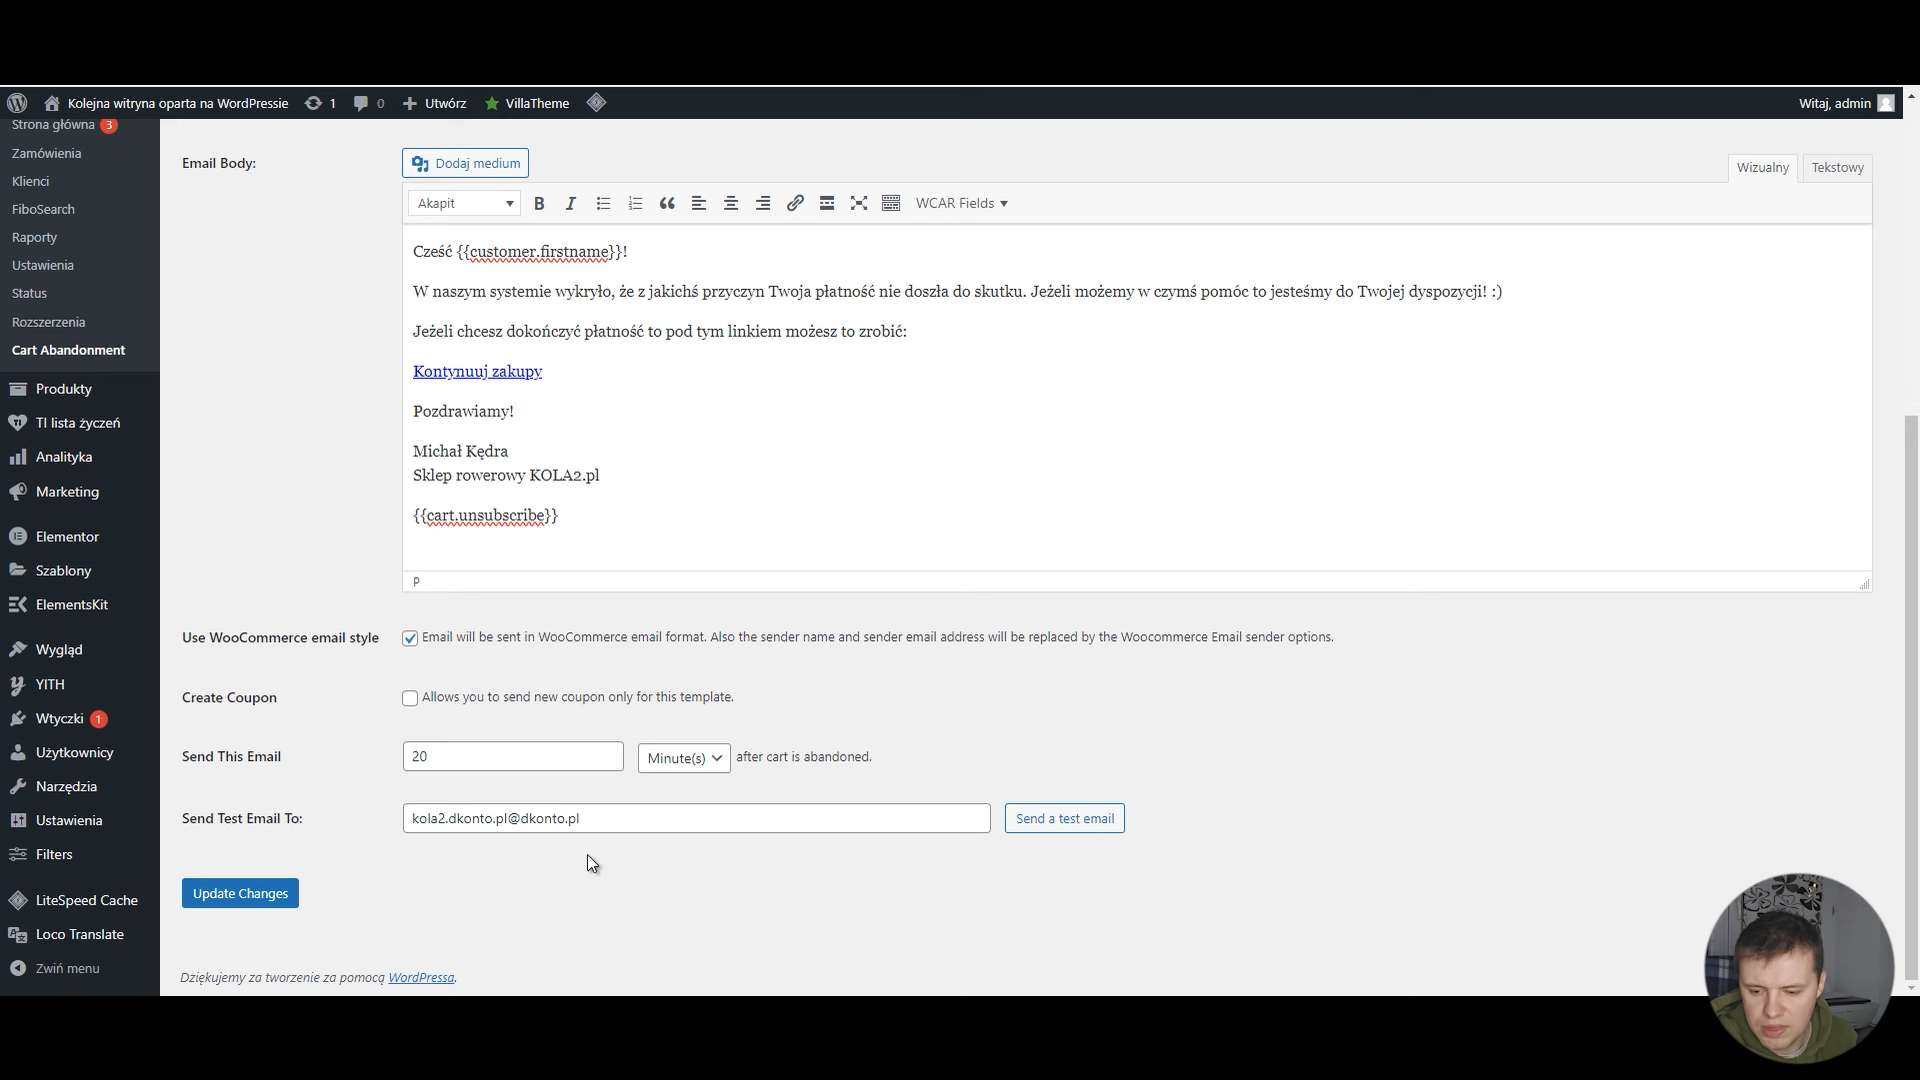 Kolejna witryna oparta na WordPressie 1 0 Utwórz VillaTheme Witaj, admin
Strona główna 3
Zamówienia
Klienci
FiboSearch
Raporty
Ustawienia
Status
Rozszerzenia
Cart Abandonment
Produkty
TI lista życzeń
Analityka
Marketing
Elementor
Szablony
ElementsKit
Wygląd
YITH
Wtyczki 1
Użytkownicy
Narzędzia
Ustawienia
Filters
LiteSpeed Cache
Loco Translate
Zwiń menu
Email Body:
Dodaj medium
Wizualny Tekstowy
Akapit B I WCAR Fields
Cześć {{customer.firstname}}!
W naszym systemie wykryło, że z jakichś przyczyn Twoja płatność nie doszła do skutku. Jeżeli możemy w czymś pomóc to jesteśmy do Twojej dyspozycji! :)
Jeżeli chcesz dokończyć płatność to pod tym linkiem możesz to zrobić:
Kontynuuj zakupy
Pozdrawiamy!
Michał Kędra
Sklep rowerowy KOLA2.pl
{{cart.unsubscribe}}
P
Use WooCommerce email style Email will be sent in WooCommerce email format. Also the sender name and sender email address will be replaced by the Woocommerce Email sender options.
Create Coupon Allows you to send new coupon only for this template.
Send This Email 20 Minute(s) after cart is abandoned.
Send Test Email To: kola2.dkonto.pl@dkonto.pl Send a test email
Update Changes
Dziękujemy za tworzenie za pomocą WordPressa.